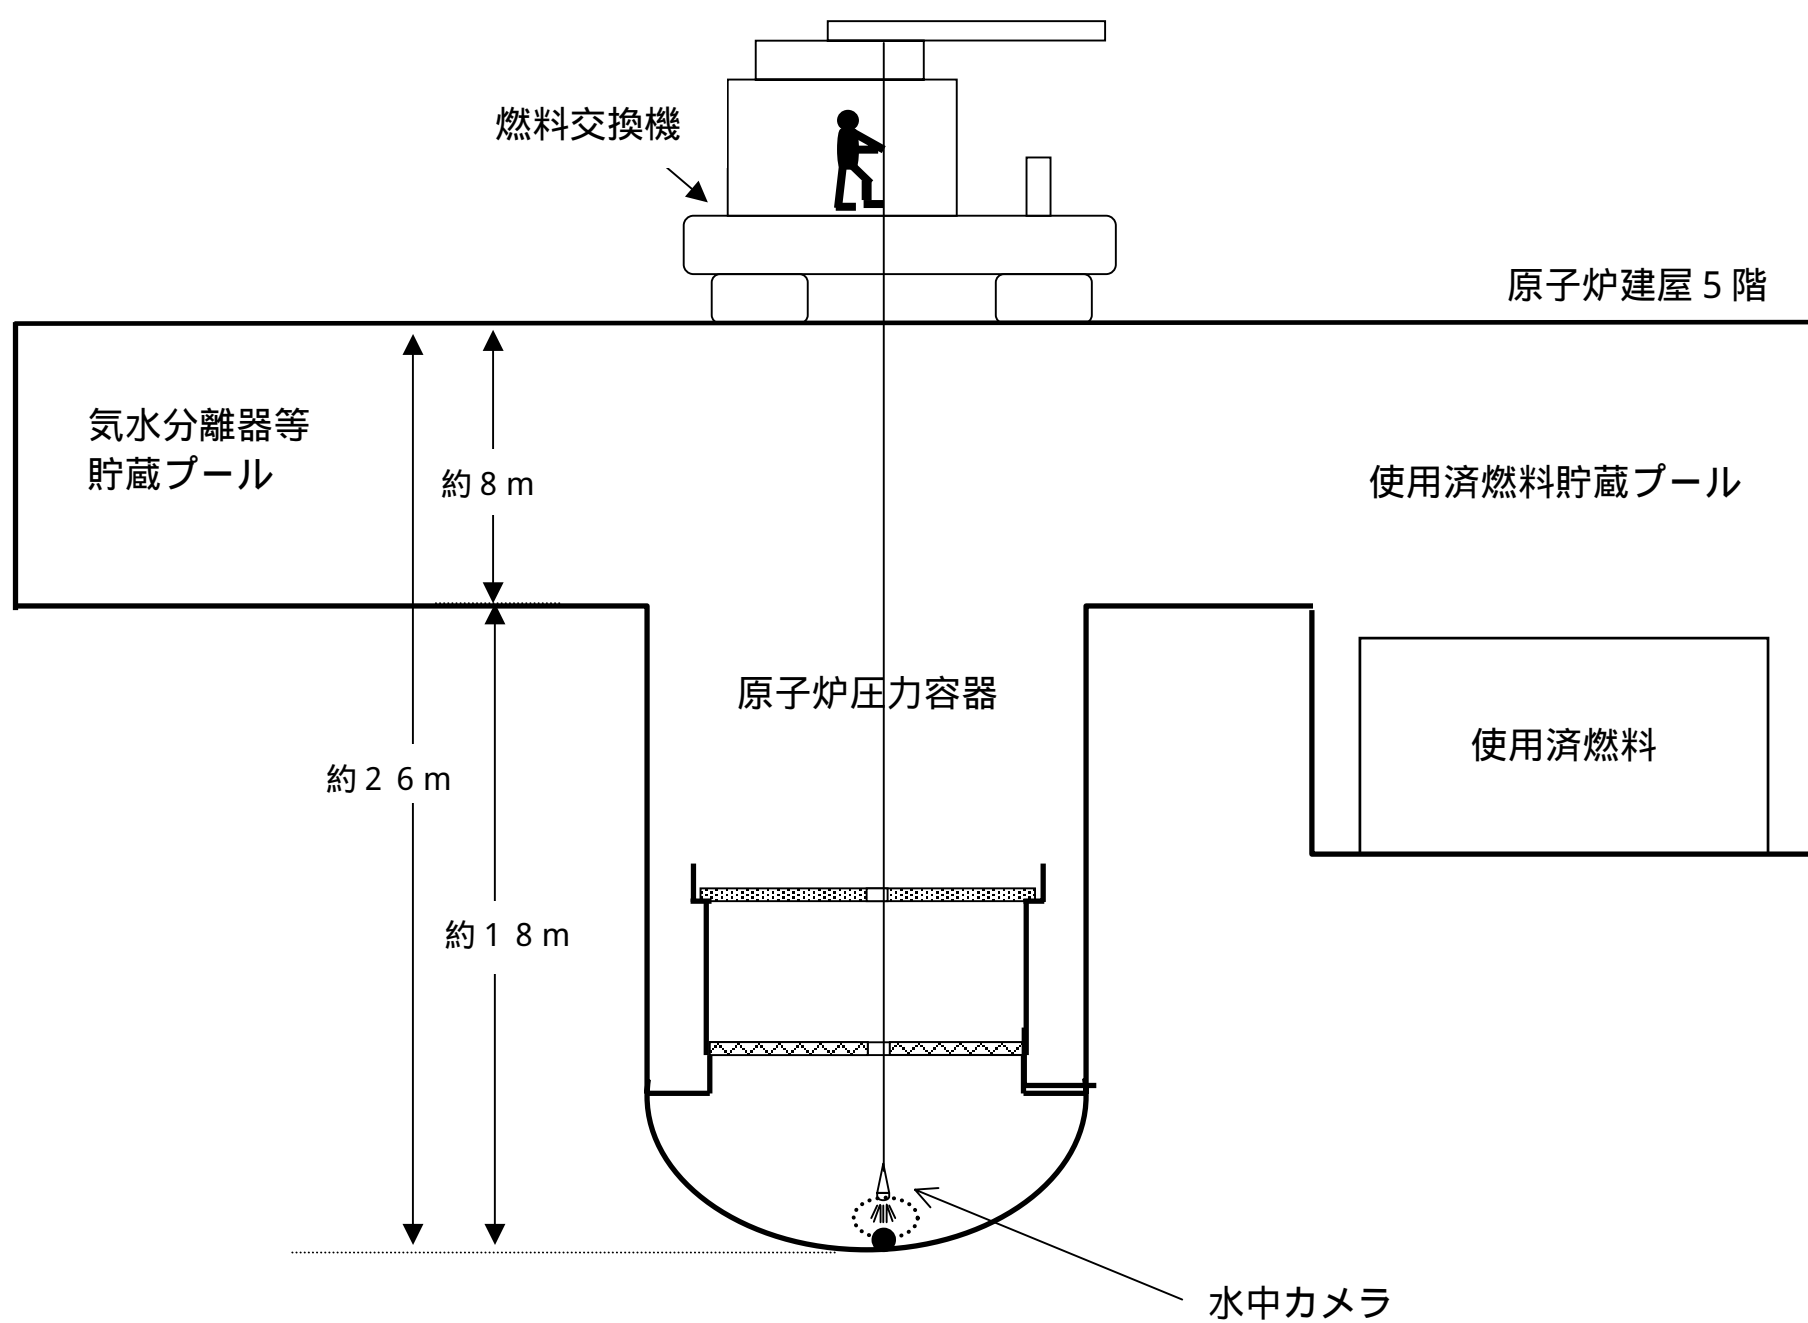 燃料交換機
原子炉建屋5階
気水分離器等
貯蔵プール
約8m
使用済燃料貯蔵プール
原子炉圧力容器
使用済燃料
約26m
約18m
水中カメラ